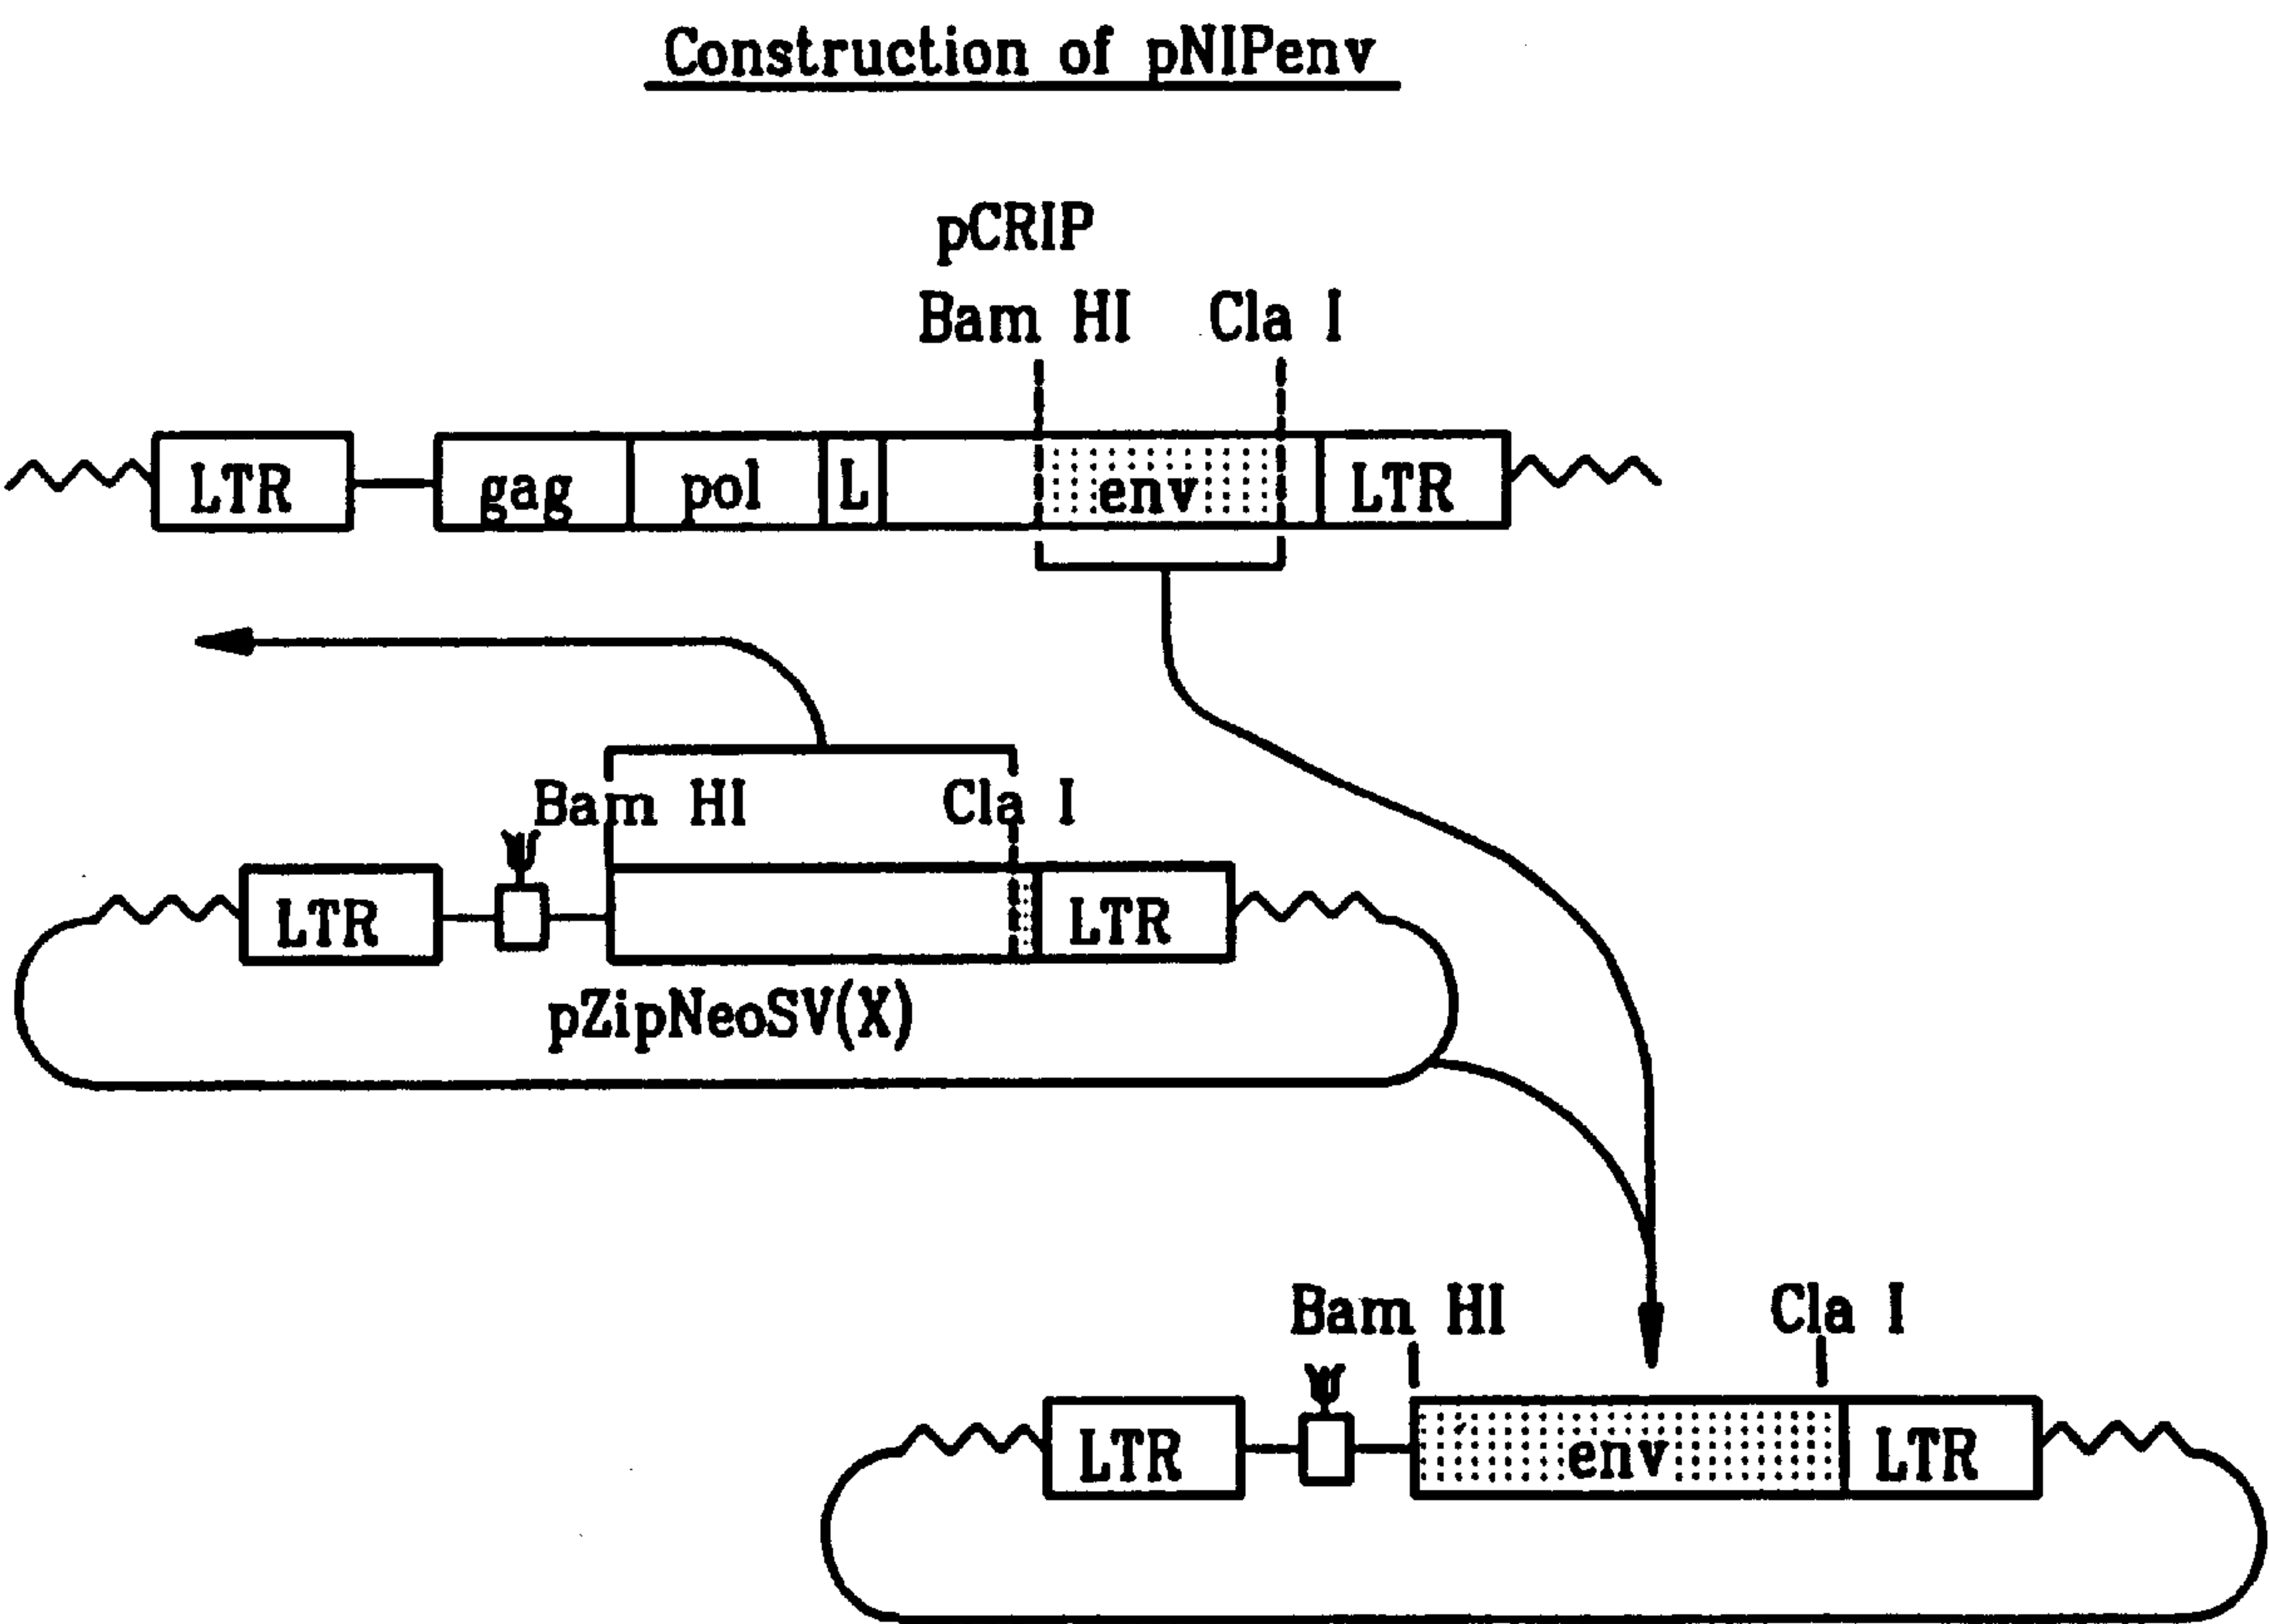 Construction of pNIPenv
pCRIP
Bam HI Cla I
LTR gag pol L env LTR
Bam HI Cla I
Ψ
LTR LTR
pZipNeoSV(X)
Bam HI Cla I
Ψ
LTR env LTR